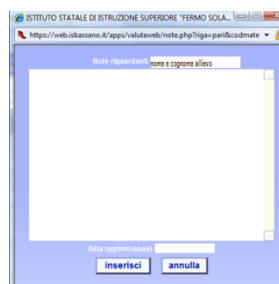 ISTITUTO STATALE DI ISTRUZIONE SUPERIORE "FERMO SOLA...
https://web.isbassano.it/apps/valutaweb/note.php?riga=pari&codmate
Note riguardanti nome e cognome allievo
data (gg/mm/aaaa)
inserisci annulla